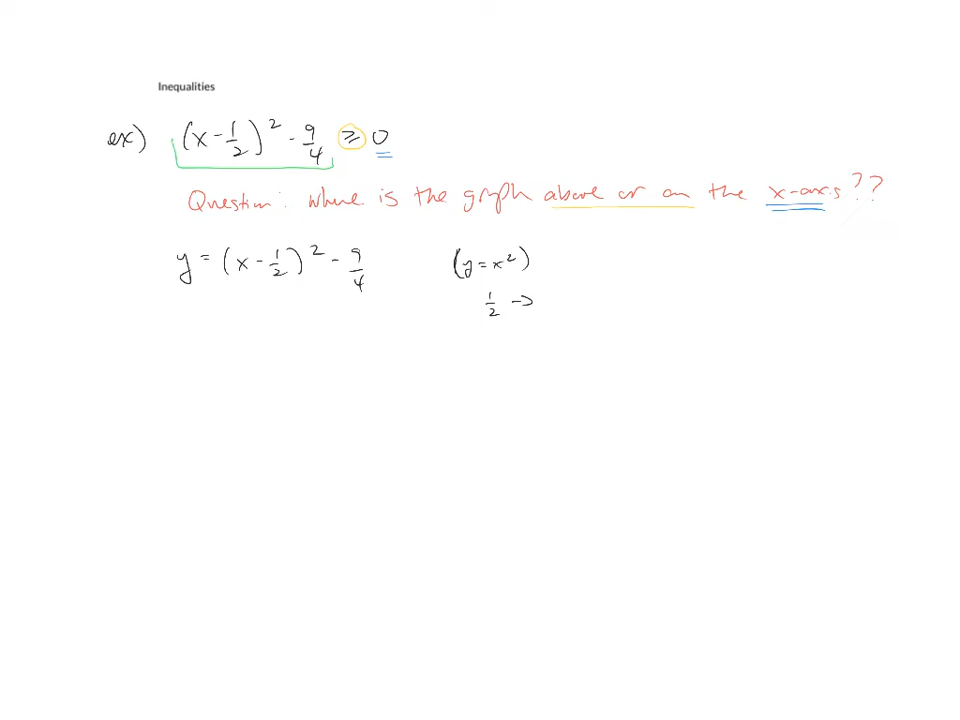 Inequalities
ex) (x - 1/2)² - 9/4 ≥ 0
Question: Where is the graph above or on the x-axis??
y = (x - 1/2)² - 9/4 (y = x²)
1/2 →